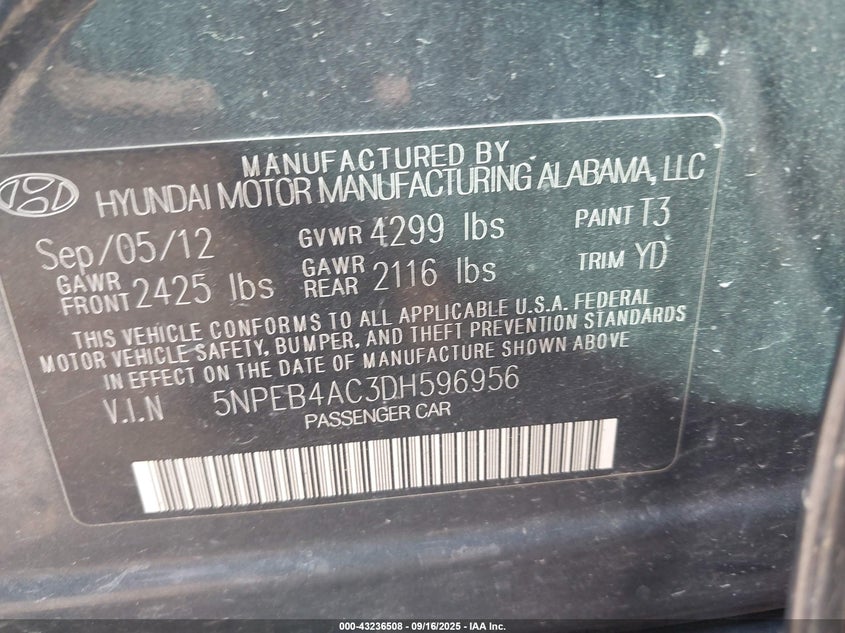 MANUFACTURED BY
HYUNDAI MOTOR MANUFACTURING ALABAMA, LLC
Sep/05/12 GVWR 4299 lbs PAINT T3
GAWR FRONT 2425 lbs GAWR REAR 2116 lbs TRIM YD
THIS VEHICLE CONFORMS TO ALL APPLICABLE U.S.A. FEDERAL
MOTOR VEHICLE SAFETY, BUMPER, AND THEFT PREVENTION STANDARDS
IN EFFECT ON THE DATE OF MANUFACTURE SHOWN ABOVE
V.I.N 5NPEB4AC3DH596956
PASSENGER CAR
000-43236508 - 09/16/2025 - IAA Inc.